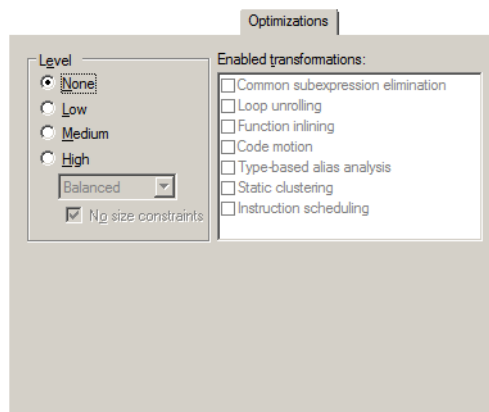 Optimizations
Level
None
Low
Medium
High
Balanced
No size constraints
Enabled transformations:
Common subexpression elimination
Loop unrolling
Function inlining
Code motion
Type-based alias analysis
Static clustering
Instruction scheduling